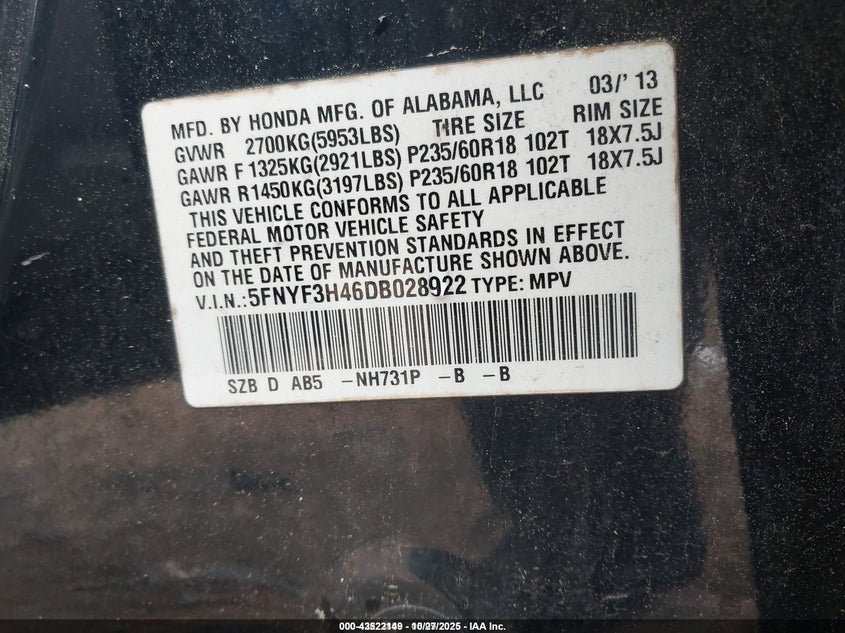 MFD. BY HONDA MFG. OF ALABAMA, LLC 03/' 13
GVWR 2700KG(5953LBS) TIRE SIZE RIM SIZE
GAWR F 1325KG(2921LBS) P235/60R18 102T 18X7.5J
GAWR R1450KG(3197LBS) P235/60R18 102T 18X7.5J
THIS VEHICLE CONFORMS TO ALL APPLICABLE
FEDERAL MOTOR VEHICLE SAFETY
AND THEFT PREVENTION STANDARDS IN EFFECT
ON THE DATE OF MANUFACTURE SHOWN ABOVE.
V.I.N.:5FNYF3H46DB028922 TYPE: MPV
SZB D AB5 -NH731P -B -B
- IAA Inc.